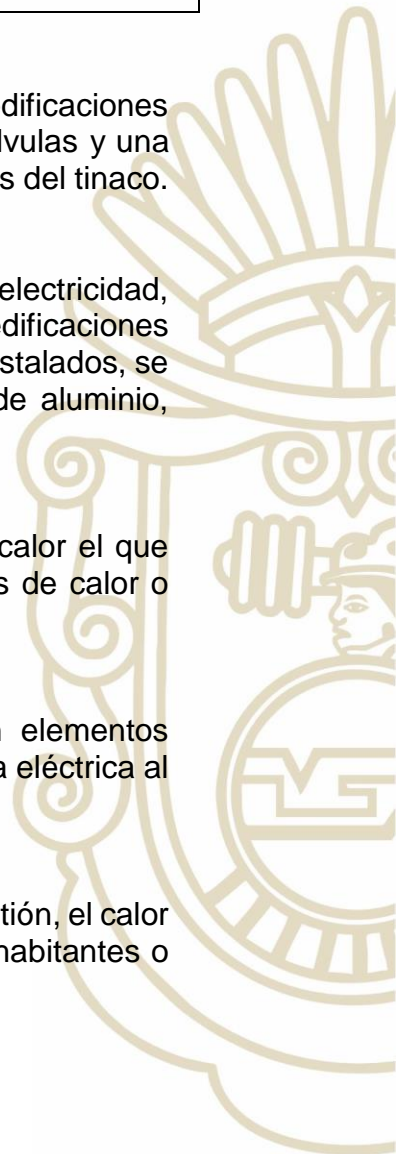 dificaciones
lvulas y una
s del tinaco.
electricidad,
edificaciones
nstalados, se
de aluminio,
calor el que
s de calor o
elementos
a eléctrica al
tión, el calor
habitantes o